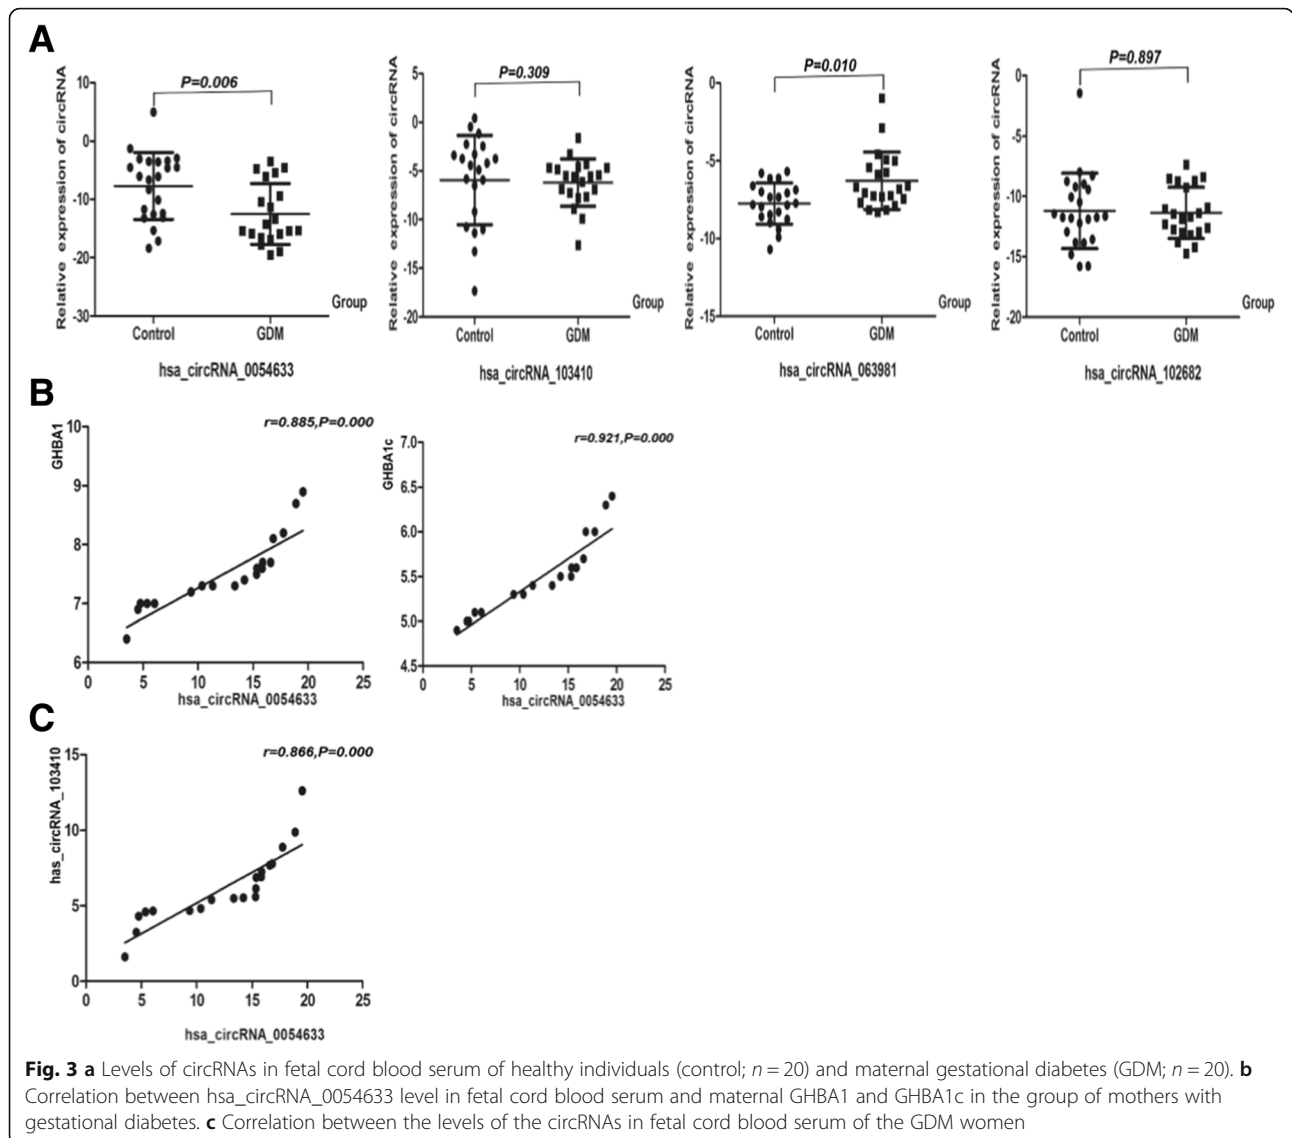 A
Relative expression of circRNA
10
0
-10
-20
-30
P=0.006
Control
GDM
Group
hsa_circRNA_0054633
Relative expression of circRNA
5
0
-5
-10
-15
-20
P=0.309
Control
GDM
Group
hsa_circRNA_103410
Relative expression of circRNA
0
-5
-10
-15
P=0.010
Control
GDM
Group
hsa_circRNA_063981
Relative expression of circRNA
0
-5
-10
-15
-20
P=0.897
Control
GDM
Group
hsa_circRNA_102682
B
GHBA1
10
9
8
7
6
r=0.885,P=0.000
0 5 10 15 20 25
hsa_circRNA_0054633
GHBA1c
7.0
6.5
6.0
5.5
5.0
4.5
r=0.921,P=0.000
0 5 10 15 20 25
hsa_circRNA_0054633
C
has_circRNA_103410
15
10
5
0
r=0.866,P=0.000
0 5 10 15 20 25
hsa_circRNA_0054633
Fig. 3 a Levels of circRNAs in fetal cord blood serum of healthy individuals (control; n = 20) and maternal gestational diabetes (GDM; n = 20). b
Correlation between hsa_circRNA_0054633 level in fetal cord blood serum and maternal GHBA1 and GHBA1c in the group of mothers with
gestational diabetes. c Correlation between the levels of the circRNAs in fetal cord blood serum of the GDM women